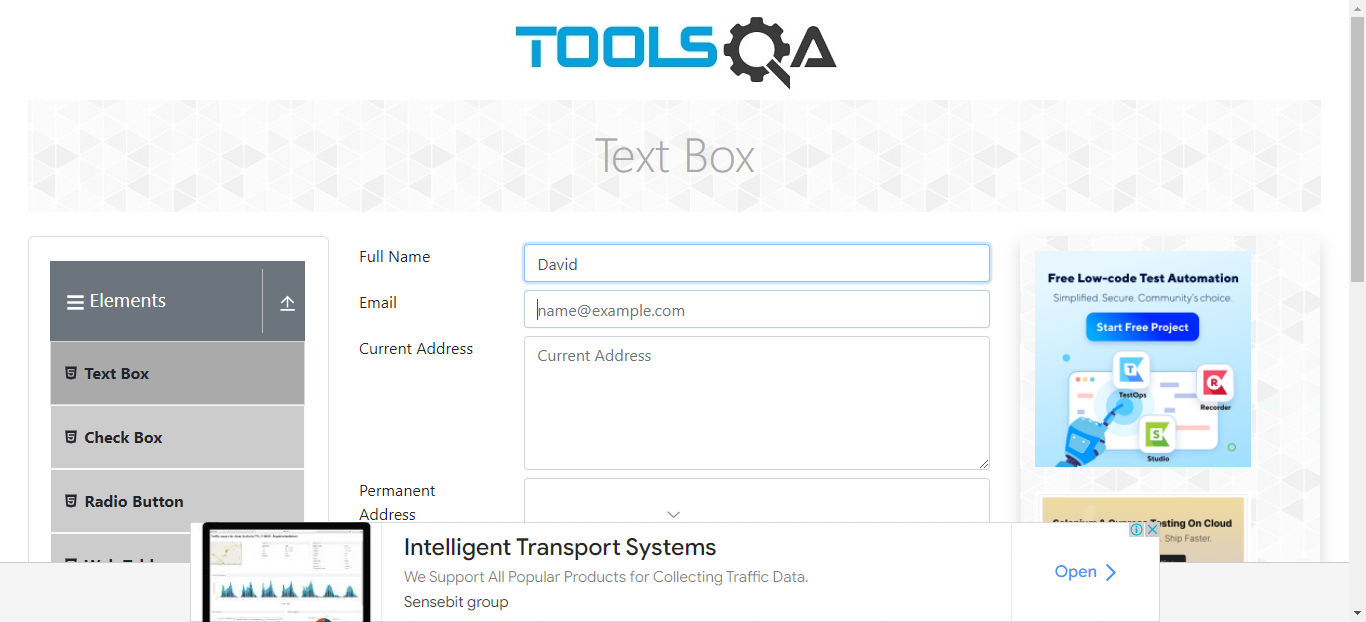 TOOLSQA
Text Box
Elements
Text Box
Check Box
Radio Button
Full Name
David
Email
name@example.com
Current Address
Current Address
Permanent
Address
Free Low-code Test Automation
Simplified. Secure. Community's choice.
Start Free Project
TestOps
Recorder
Studio
Testing On Cloud
Ship Faster.
Intelligent Transport Systems
We Support All Popular Products for Collecting Traffic Data.
Sensebit group
Open